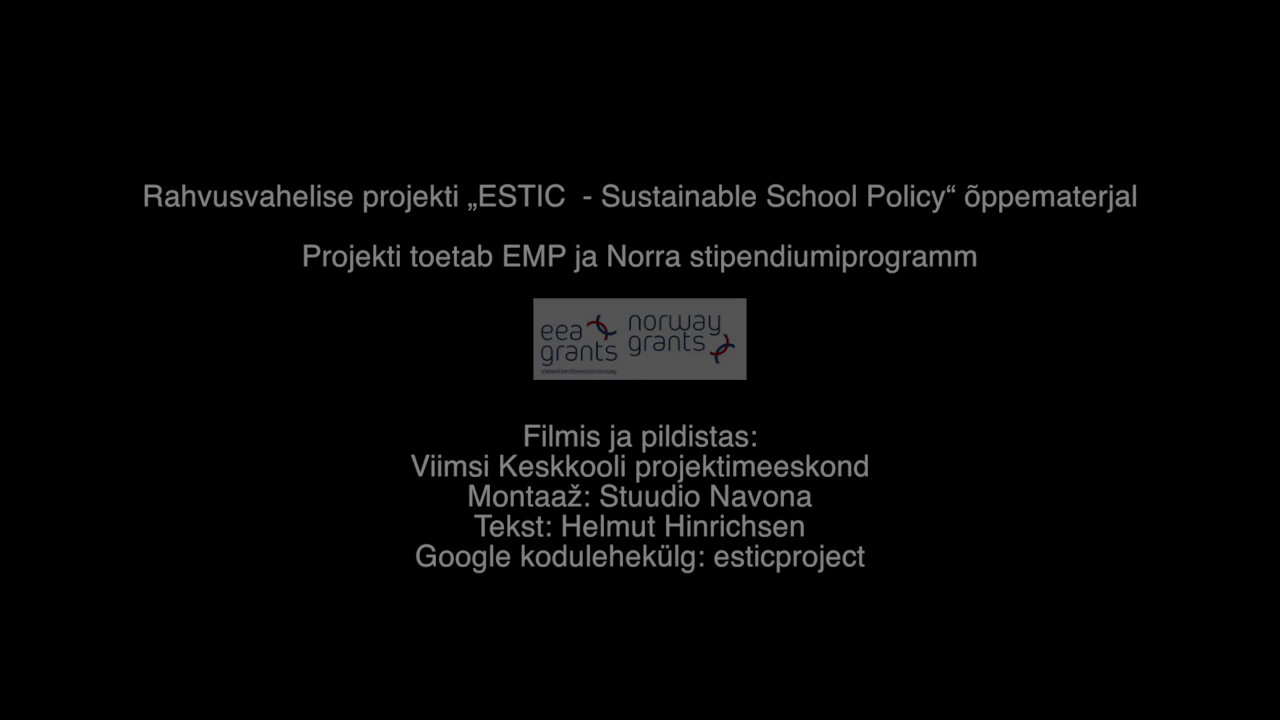 Rahvusvahelise projekti „ESTIC - Sustainable School Policy“ õppematerjal
Projekti toetab EMP ja Norra stipendiumiprogramm
eea grants
norway grants
Filmis ja pildistas:
Viimsi Keskkooli projektimeeskond
Montaaž: Stuudio Navona
Tekst: Helmut Hinrichsen
Google kodulehekülg: esticproject